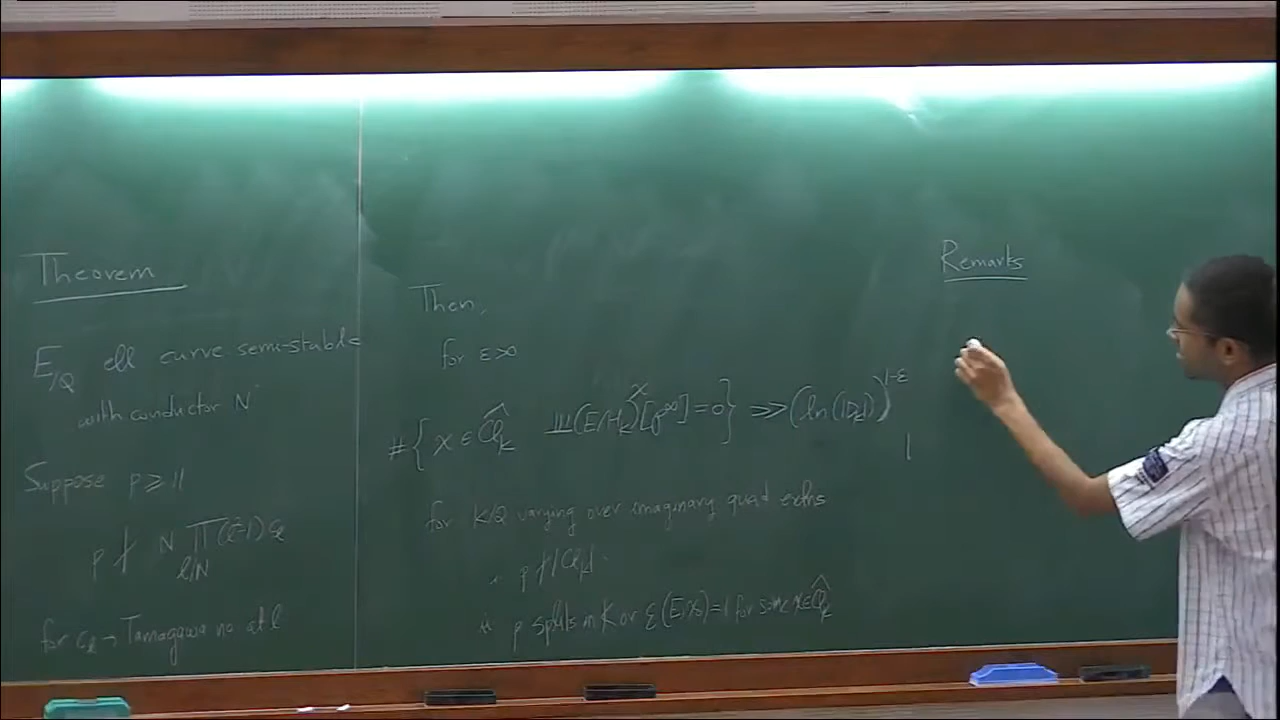 Theorem
E/Q ell curve semi-stable
with conductor N
Suppose p ≥ 11
p ∤ N ∏ (ℓ²-1) c_ℓ
ℓ|N
for c_ℓ → Tamagawa no at ℓ
Then,
for ε>0
#{ χ ∈ Ĉl_K Ш(E/H_K)^χ[p^∞]=0} ≫ (ln(|D_K|))^{1-ε}
for K/Q varying over imaginary quad extns
i. p ∤ |Cl_K|
ii. p splits in K or ε(E,χ)=1 for some χ∈Ĉl_K
Remarks